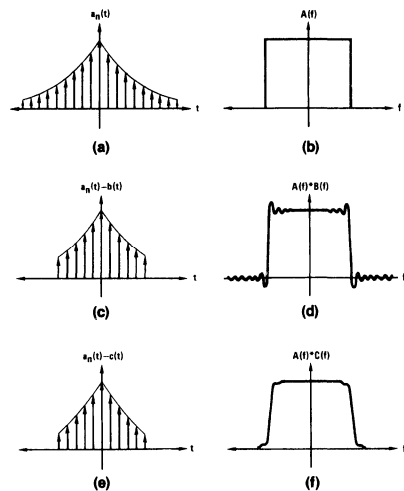 aₙ(t)
A(f)
t
f
(a)
(b)
aₙ(t)–b(t)
A(f)*B(f)
t
f
(c)
(d)
aₙ(t)–c(t)
A(f)*C(f)
t
f
(e)
(f)